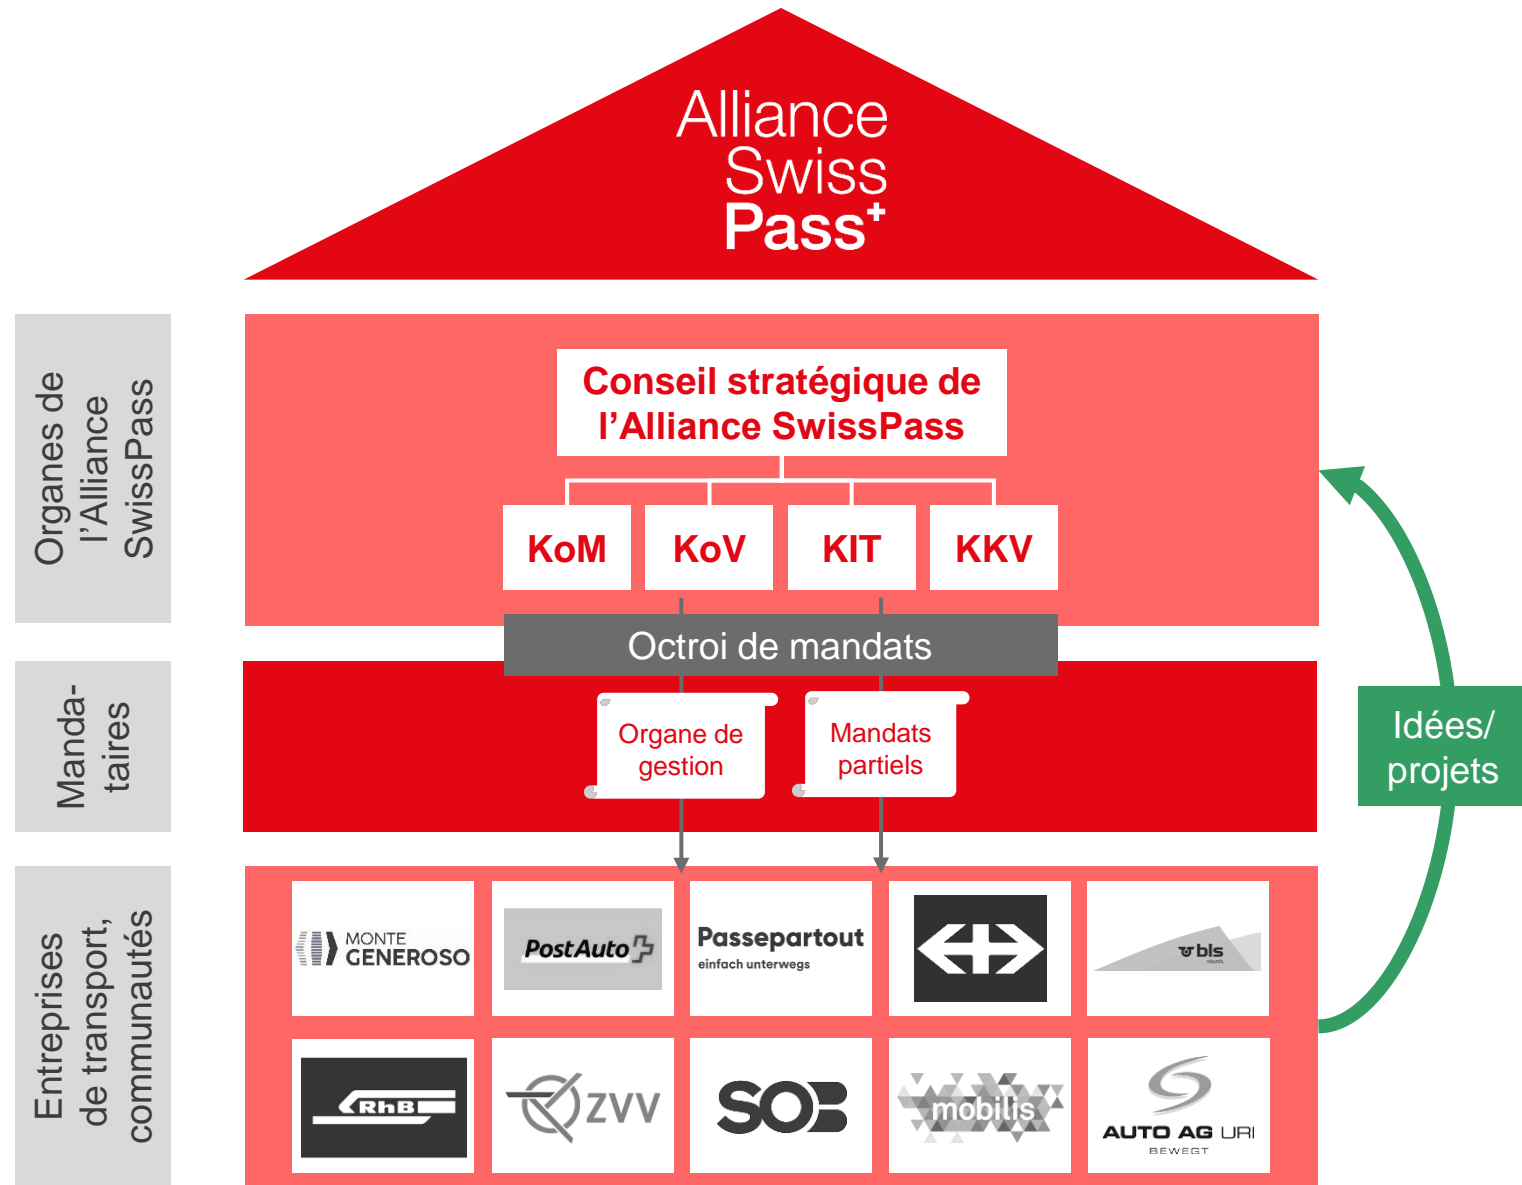 Alliance
Swiss
Pass+
Organes de
l’Alliance
SwissPass
Conseil stratégique de
l’Alliance SwissPass
KoM
KoV
KIT
KKV
Octroi de mandats
Manda-
taires
Organe de
gestion
Mandats
partiels
Idées/
projets
Entreprises
de transport,
communautés
MONTE
GENEROSO
PostAuto
Passepartout
einfach unterwegs
bls
réunit.
RhB
ZVV
SOB
mobilis
AUTO AG URI
BEWEGT